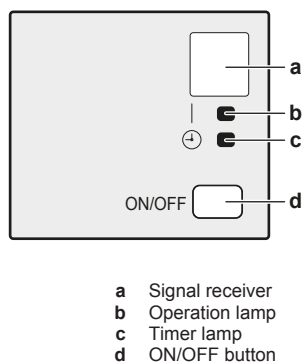 a
b
c
ON/OFF d
a Signal receiver
b Operation lamp
c Timer lamp
d ON/OFF button